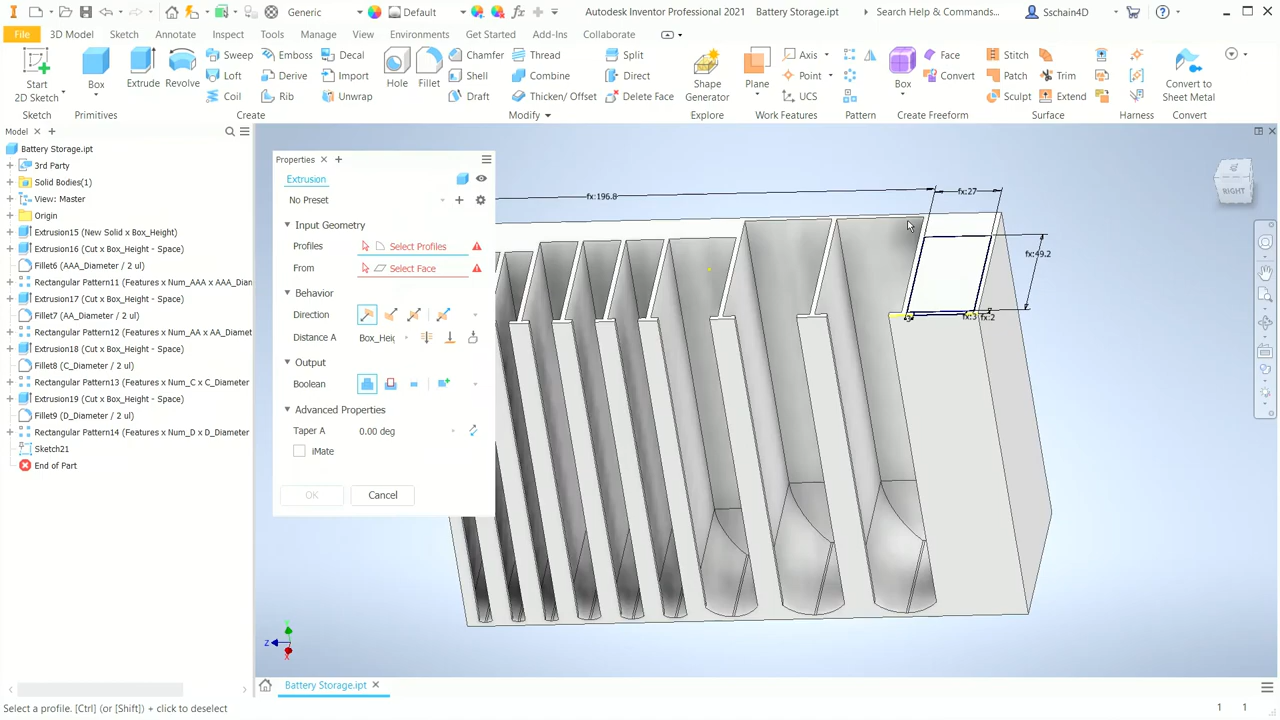 Generic
Default
Autodesk Inventor Professional 2021
Battery Storage.ipt
Search Help & Commands...
Sschain4D
File
3D Model
Sketch
Annotate
Inspect
Tools
Manage
View
Environments
Get Started
Add-Ins
Collaborate
Start
2D Sketch
Box
Extrude
Revolve
Sweep
Emboss
Decal
Loft
Derive
Import
Coil
Rib
Unwrap
Hole
Fillet
Chamfer
Thread
Split
Shell
Combine
Direct
Draft
Thicken/ Offset
Delete Face
Shape
Generator
Plane
Axis
Point
UCS
Box
Face
Convert
Stitch
Patch
Trim
Sculpt
Extend
Convert to
Sheet Metal
Sketch
Primitives
Create
Modify
Explore
Work Features
Pattern
Create Freeform
Surface
Harness
Convert
Model
Battery Storage.ipt
3rd Party
Solid Bodies(1)
View: Master
Origin
Extrusion15 (New Solid x Box_Height)
Extrusion16 (Cut x Box_Height - Space)
Fillet6 (AAA_Diameter / 2 ul)
Rectangular Pattern11 (Features x Num_AAA x AAA_Diam
Extrusion17 (Cut x Box_Height - Space)
Fillet7 (AA_Diameter / 2 ul)
Rectangular Pattern12 (Features x Num_AA x AA_Diamete
Extrusion18 (Cut x Box_Height - Space)
Fillet8 (C_Diameter / 2 ul)
Rectangular Pattern13 (Features x Num_C x C_Diameter
Extrusion19 (Cut x Box_Height - Space)
Fillet9 (D_Diameter / 2 ul)
Rectangular Pattern14 (Features x Num_D x D_Diameter
Sketch21
End of Part
Properties
Extrusion
No Preset
Input Geometry
Profiles
Select Profiles
From
Select Face
Behavior
Direction
Distance A
Box_Heig
Output
Boolean
Advanced Properties
Taper A
0.00 deg
iMate
OK
Cancel
fx:196.8
fx:27
fx:49.2
fx:3
fx:2
RIGHT
Z
Y
X
Battery Storage.ipt
Select a profile. [Ctrl] (or [Shift]) + click to deselect
1
1